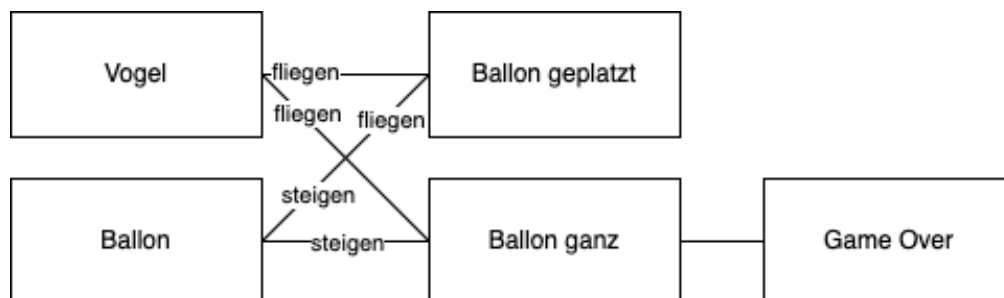 Vogel
fliegen
Ballon geplatzt
fliegen
fliegen
steigen
Ballon
steigen
Ballon ganz
Game Over